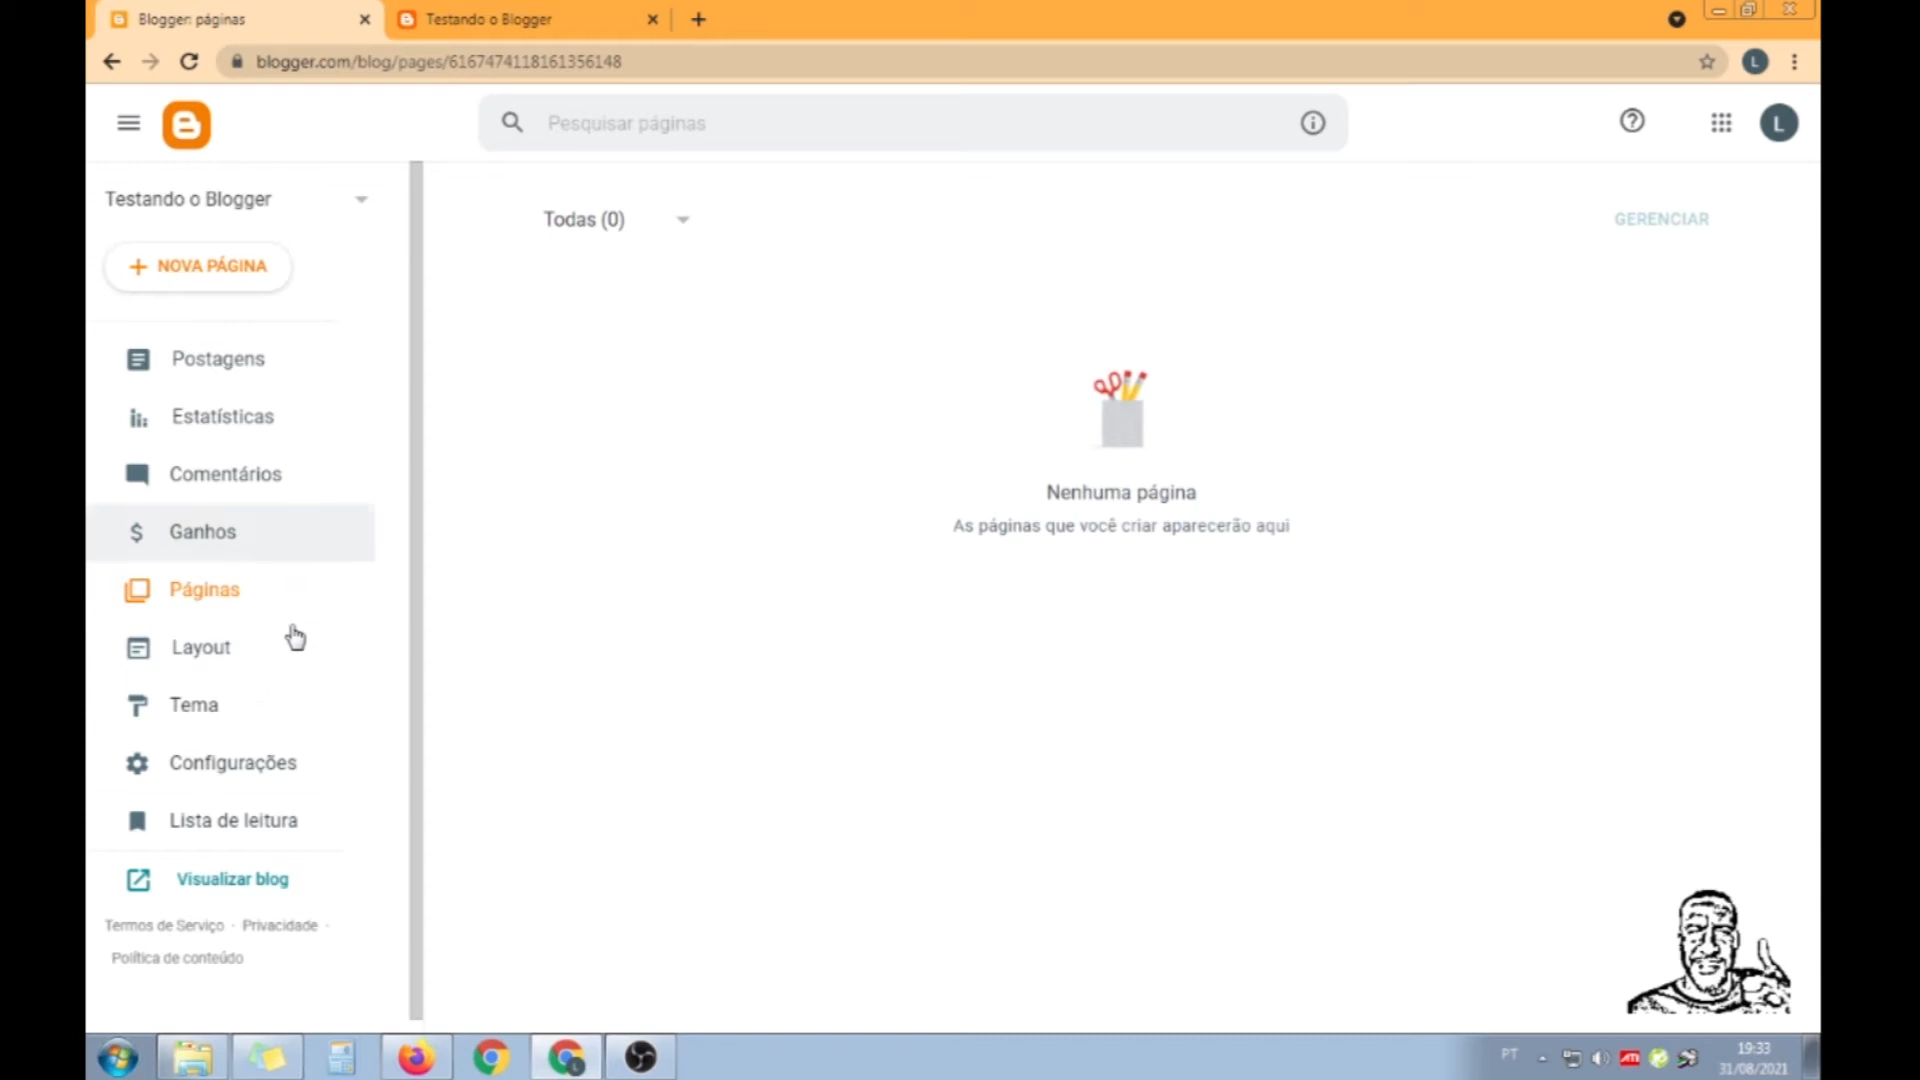 Blogger: páginas
Testando o Blogger
blogger.com/blog/pages/6167474118161356148
L
Pesquisar páginas
L
Testando o Blogger
Todas (0)
GERENCIAR
+ NOVA PÁGINA
Postagens
Estatísticas
Comentários
Ganhos
Páginas
Layout
Tema
Configurações
Lista de leitura
Visualizar blog
Termos de Serviço · Privacidade ·
Política de conteúdo
Nenhuma página
As páginas que você criar aparecerão aqui
PT
19:33
31/08/2021